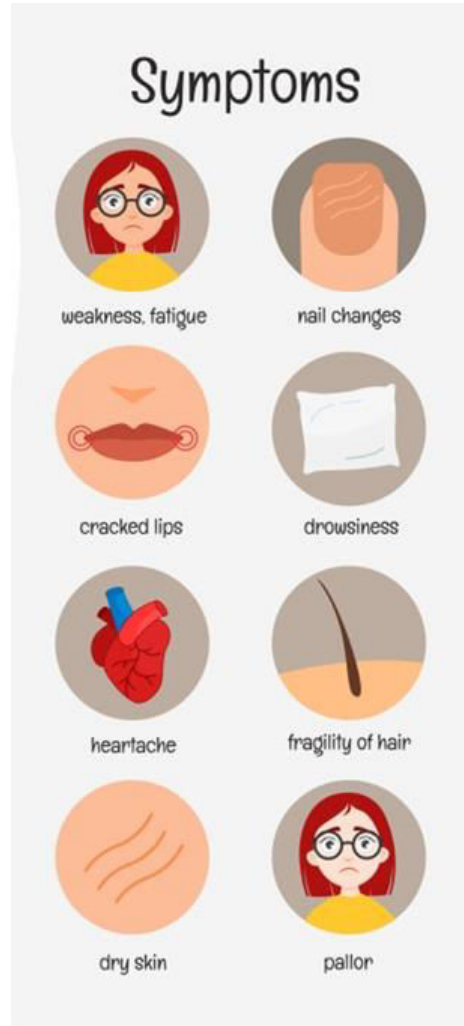 Symptoms
weakness, fatigue
nail changes
cracked lips
drowsiness
heartache
fragility of hair
dry skin
pallor